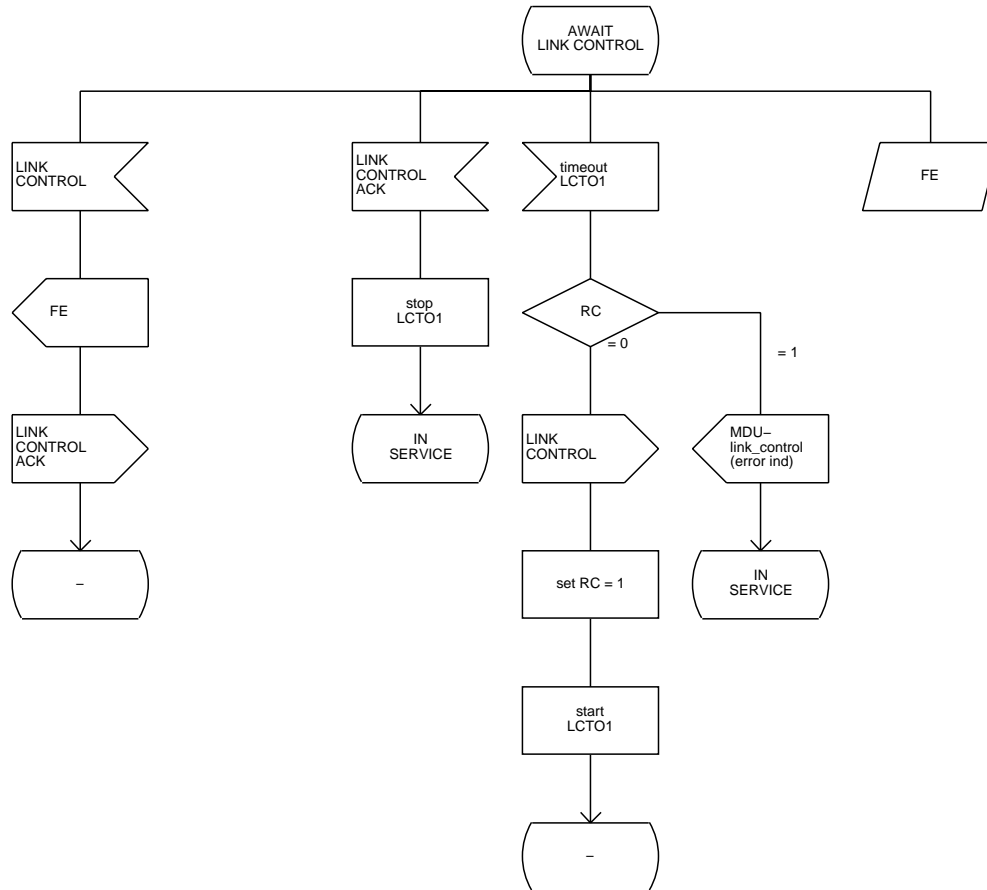 AWAIT
LINK CONTROL
LINK
CONTROL
LINK
CONTROL
ACK
timeout
LCTO1
FE
FE
stop
LCTO1
RC
= 0
= 1
LINK
CONTROL
ACK
IN
SERVICE
LINK
CONTROL
MDU–
link_control
(error ind)
–
set RC = 1
IN
SERVICE
start
LCTO1
–